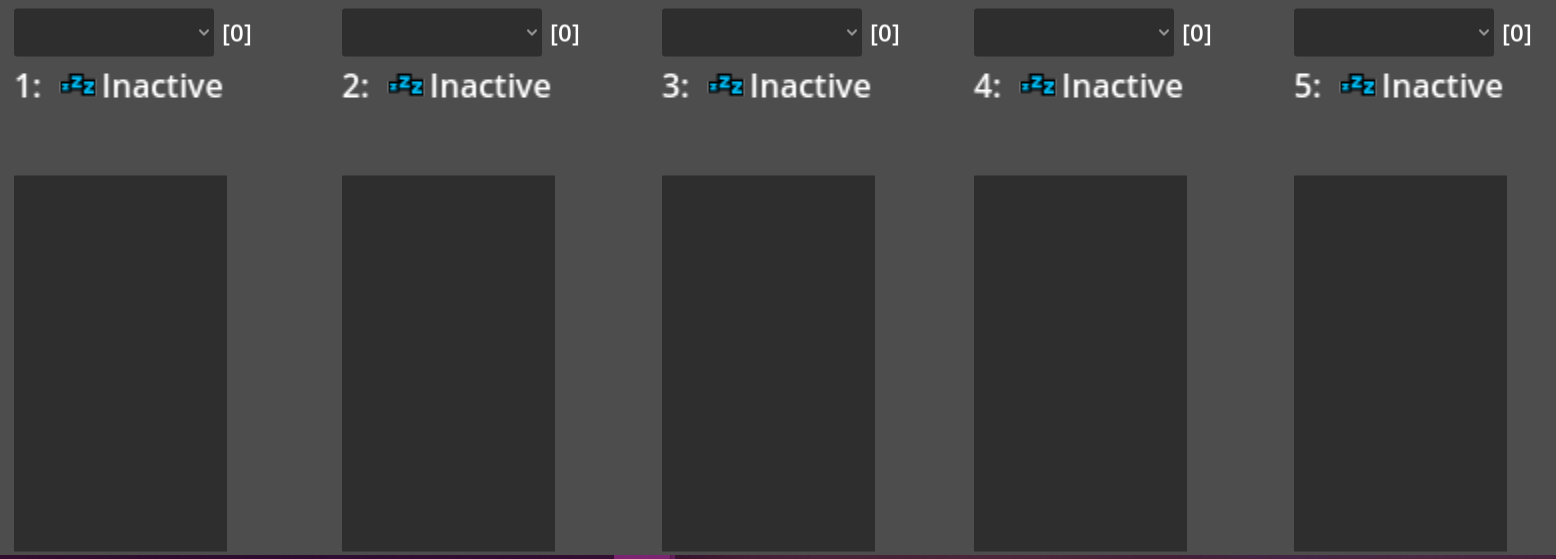 [0] [0] [0] [0] [0]
1: 💤 Inactive 2: 💤 Inactive 3: 💤 Inactive 4: 💤 Inactive 5: 💤 Inactive